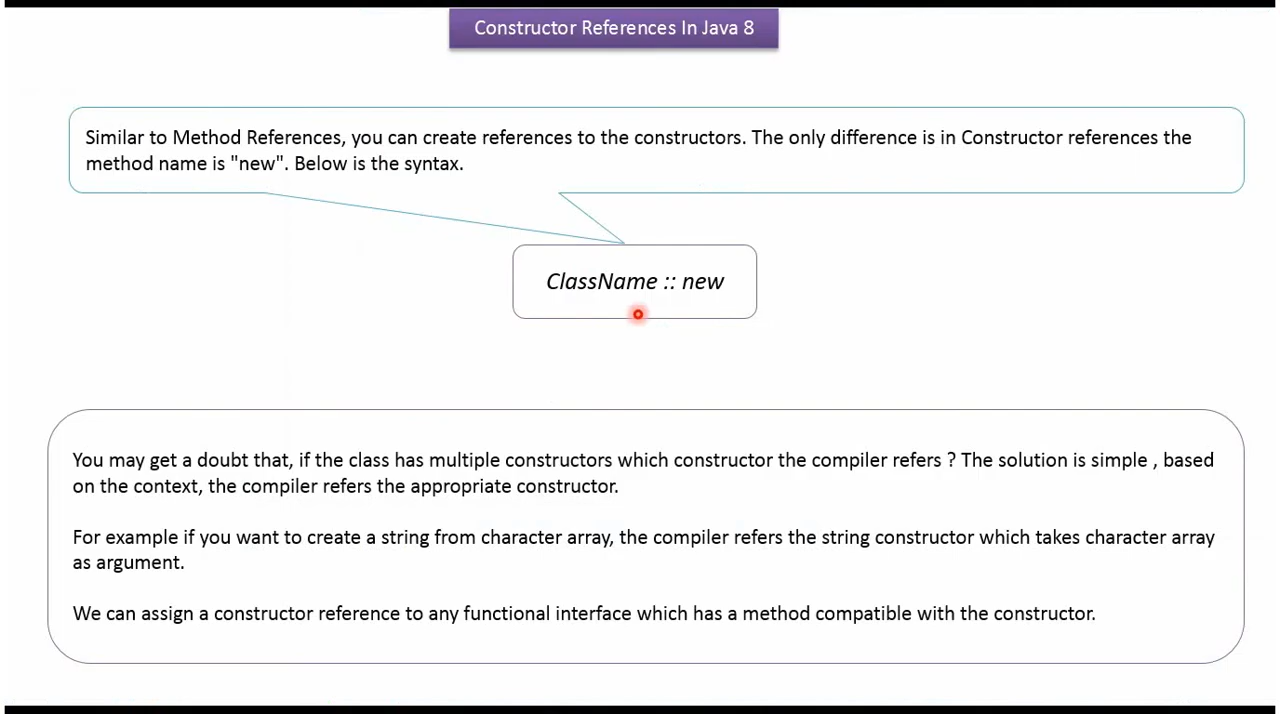 Constructor References In Java 8
Similar to Method References, you can create references to the constructors. The only difference is in Constructor references the
method name is "new". Below is the syntax.
ClassName :: new
You may get a doubt that, if the class has multiple constructors which constructor the compiler refers ? The solution is simple , based
on the context, the compiler refers the appropriate constructor.
For example if you want to create a string from character array, the compiler refers the string constructor which takes character array
as argument.
We can assign a constructor reference to any functional interface which has a method compatible with the constructor.